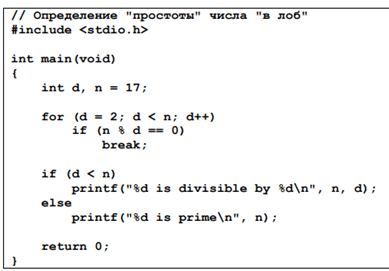 // Определение "простоты" числа "в лоб"
#include <stdio.h>
int main(void)
{
    int d, n = 17;
    for (d = 2; d < n; d++)
        if (n % d == 0)
            break;
    if (d < n)
        printf("%d is divisible by %d\n", n, d);
    else
        printf("%d is prime\n", n);
    return 0;
}